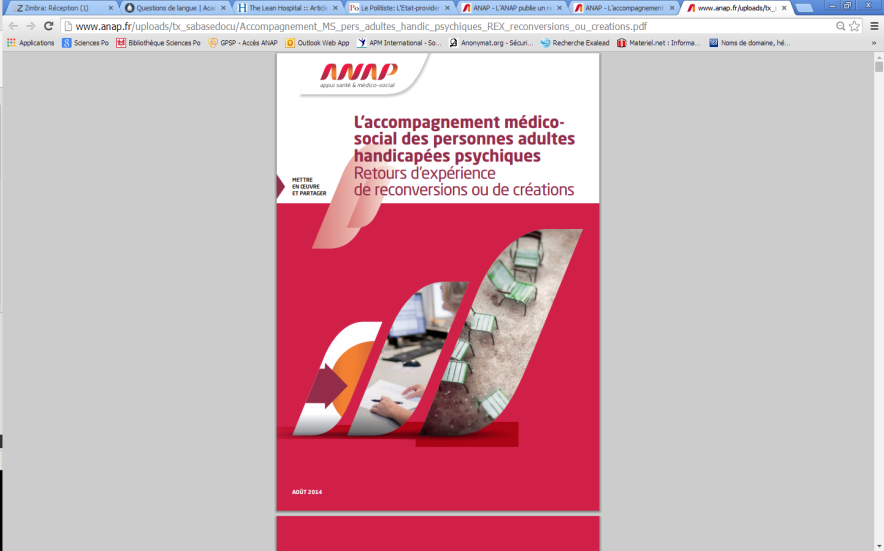 Zimbra: Réception (1)
Questions de langue | Aca
The Lean Hospital :: Article
Le Politiste: L'Etat-provide
ANAP - L'ANAP publie un r
ANAP - L'accompagnement
www.anap.fr/uploads/tx_s
www.anap.fr/uploads/tx_sabasedocu/Accompagnement_MS_pers_adultes_handic_psychiques_REX_reconversions_ou_creations.pdf
Applications
Sciences Po
Bibliothèque Sciences Po
GPSP - Accès ANAP
Outlook Web App
APM International - So...
Anonymat.org - Sécuri...
Recherche Exalead
Materiel.net : Informa...
Noms de domaine, hé...
»
ANAP
appui santé & médico-social
L'accompagnement médico-
social des personnes adultes
handicapées psychiques
Retours d'expérience
de reconversions ou de créations
METTRE
EN ŒUVRE
ET PARTAGER
AOÛT 2014